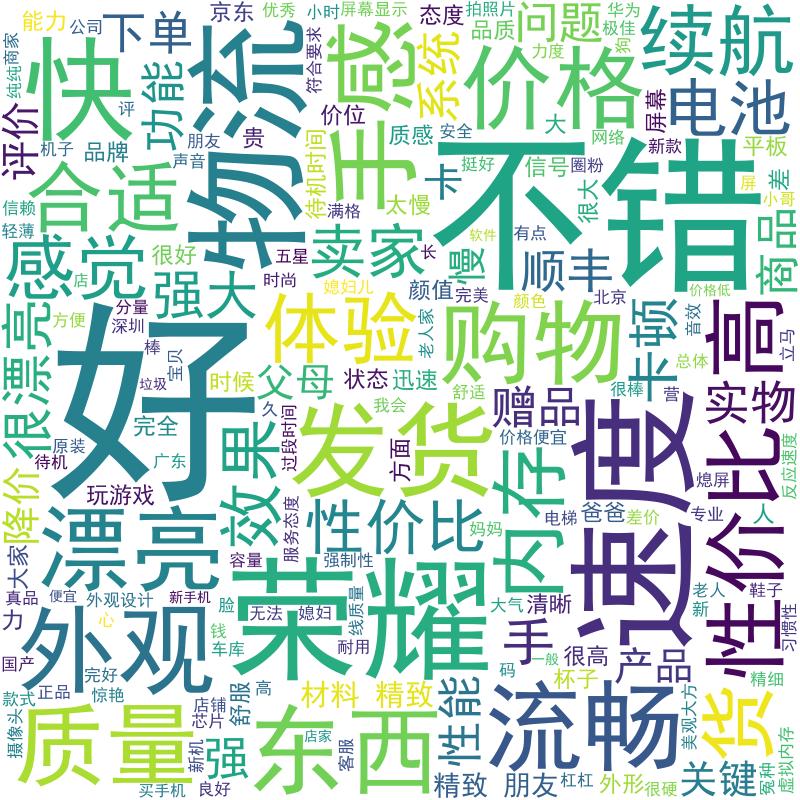 能力
公司
下单
京东
优秀
小时
屏幕显示
态度
拍照片
品质
问题
华为
极佳
狗
续航
纯纯商家
快
物流
符合要求
手感
系统
价格
力度
电池
评价
功能
评
机子
品牌
朋友
声音
贵
价位
质感
安全
大
网络
屏幕
新款
平板
合适
待机时间
卡
信号
挺好
圈粉
很大
屏
差
小哥
信赖
轻薄
满格
太慢
不错
商品
感觉
很好
强大
五星
卖家
长
软件
有点
慢
顺丰
店
时尚
媳妇儿
颜值
完美
颜色
北京
价格低
很漂亮
方便
分量
深圳
棒
宝贝
垃圾
好
体验
老人家
购物
卡顿
音效
总体
立马
高
时候
父母
状态
迅速
舒适
很棒
营
实物
原装
待机
完全
广东
久
过段时间
我会
方面
赠品
价格便宜
熄屏
反应速度
降价
玩游戏
效果
发货
内存
速度
性价比
大家
漂亮
容量
服务态度
性价比
强制性
妈妈
电梯
爸爸
差价
专业
人
真品
便宜
外观设计
新手机
荣耀
大气
清晰
老人
新
鞋子
习惯性
力
外观
心
脸
钱
车库
无法
媳妇
线质量
耐用
手
码
一般
很高
产品
国产
完好
款式
正品
惊艳
摄像头
店铺
芯片
舒服
高
材料
精致
杯子
精细
质量
新机
强
东西
店家
客服
性能
流畅
货
美观大方
买手机
良好
精致
朋友
杠杠
外形
很硬
关键
冤种
虚拟内存